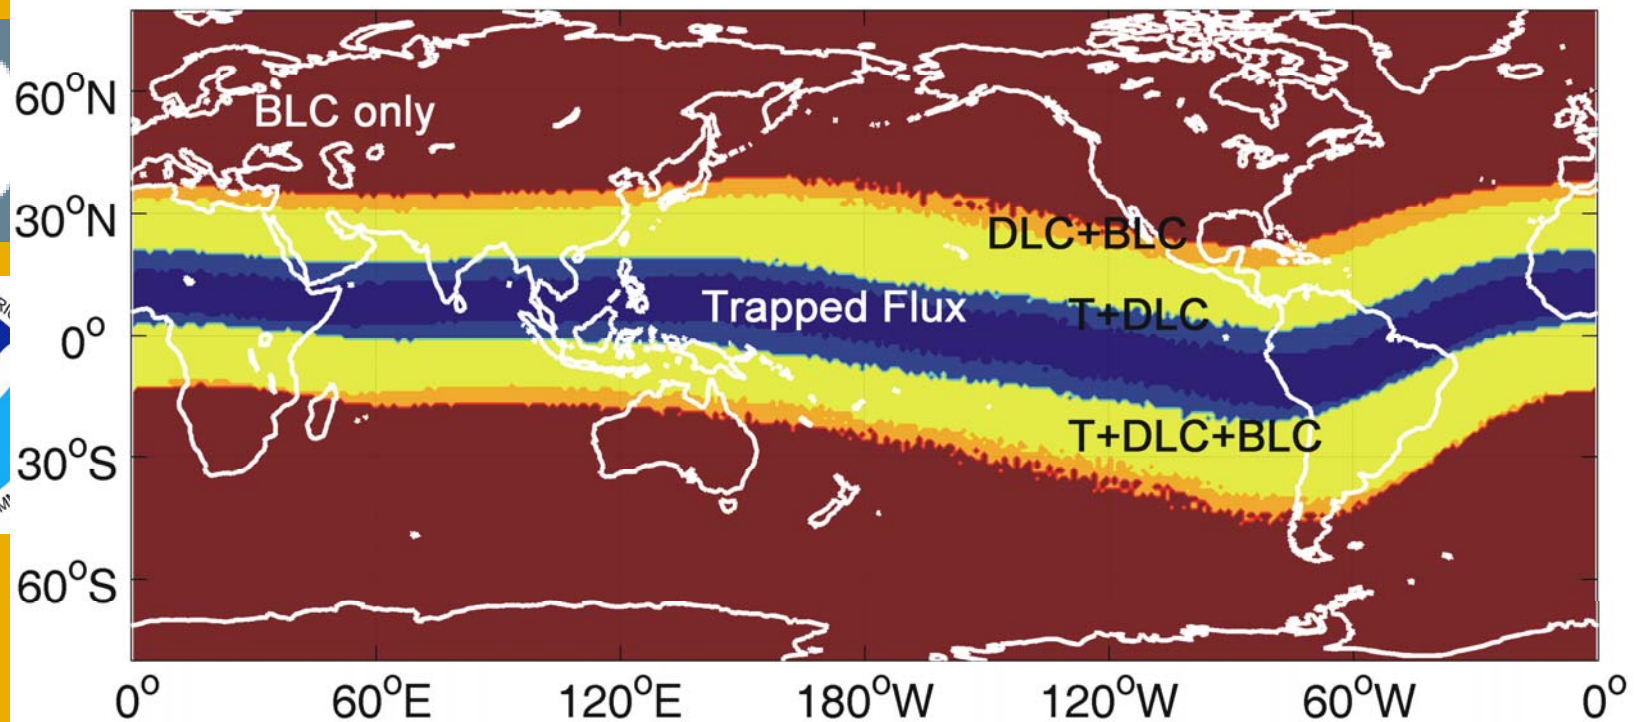 60°N
BLC only
30°N
DLC+BLC
0°
Trapped Flux
T+DLC
30°S
T+DLC+BLC
60°S
0° 60°E 120°E 180°W 120°W 60°W 0°